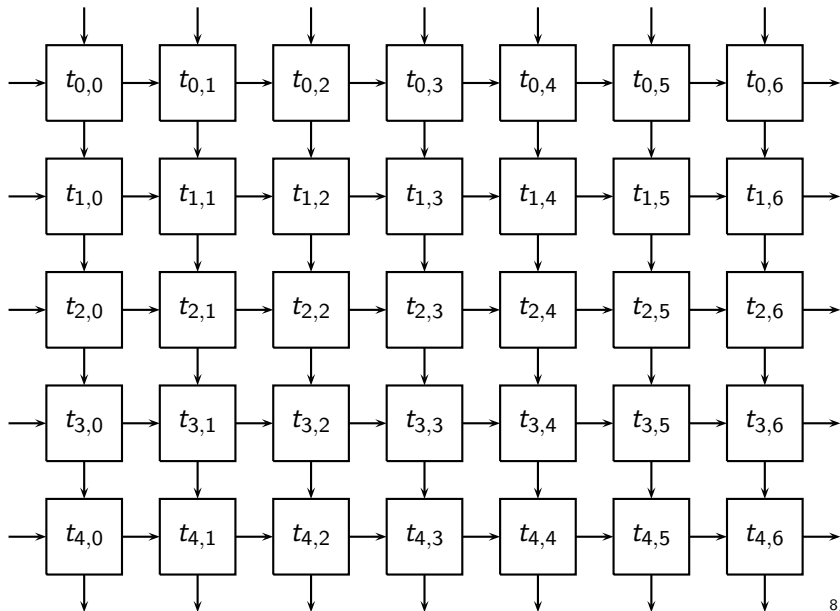 t0,0 t0,1 t0,2 t0,3 t0,4 t0,5 t0,6
t1,0 t1,1 t1,2 t1,3 t1,4 t1,5 t1,6
t2,0 t2,1 t2,2 t2,3 t2,4 t2,5 t2,6
t3,0 t3,1 t3,2 t3,3 t3,4 t3,5 t3,6
t4,0 t4,1 t4,2 t4,3 t4,4 t4,5 t4,6
8